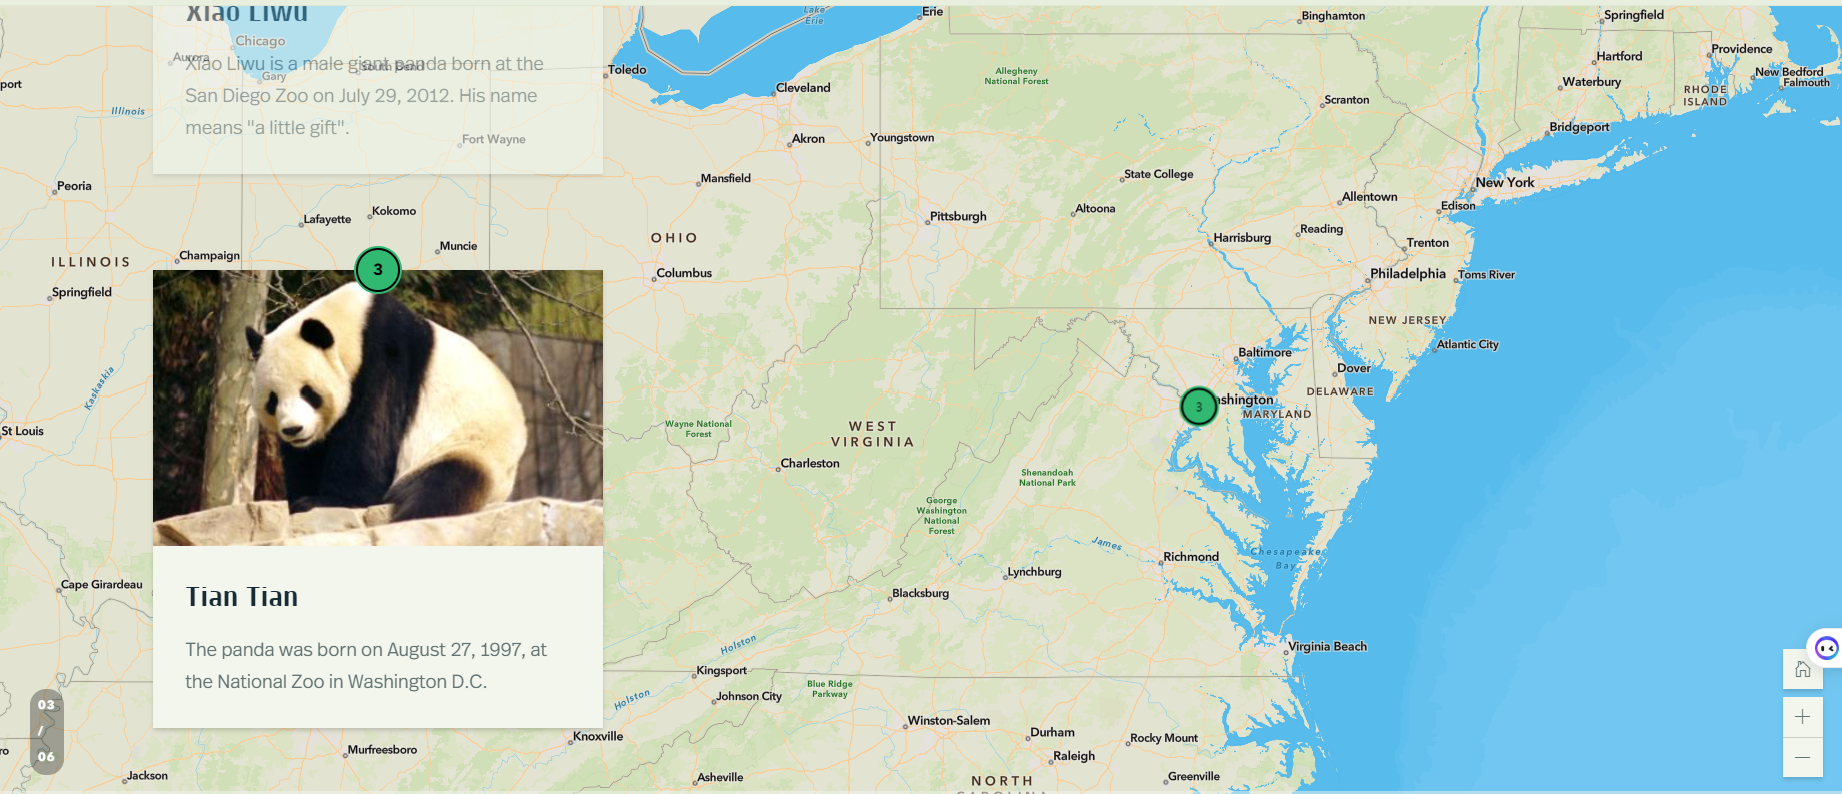 Xiao Liwu
Xiao Liwu is a male giant panda born at the
San Diego Zoo on July 29, 2012. His name
means "a little gift".
3
Tian Tian
The panda was born on August 27, 1997, at
the National Zoo in Washington D.C.
03
/
06
Chicago
Aurora
Gary
South Bend
Fort Wayne
port
Illinois
Peoria
Lafayette
Kokomo
Muncie
Champaign
ILLINOIS
Springfield
Kaskaskia
St Louis
Cape Girardeau
Jackson
Murfreesboro
ro
Lake
Erie
Erie
Toledo
Cleveland
Akron
Youngstown
Mansfield
OHIO
Columbus
Allegheny
National Forest
Binghamton
Scranton
State College
Altoona
Pittsburgh
Harrisburg
Reading
Allentown
Springfield
Hartford
Waterbury
Providence
New Bedford
Falmouth
RHODE
ISLAND
Bridgeport
New York
Edison
Trenton
Philadelphia
Toms River
NEW JERSEY
Atlantic City
Baltimore
Dover
DELAWARE
3
ashington
MARYLAND
Wayne National
Forest
WEST
VIRGINIA
Charleston
Shenandoah
National Park
George
Washington
National
Forest
James
Richmond
Chesapeake
Bay
Lynchburg
Blacksburg
Holston
Virginia Beach
Kingsport
Blue Ridge
Parkway
Johnson City
Holston
Winston-Salem
Knoxville
Durham
Rocky Mount
Raleigh
Asheville
Greenville
NORTH
CAROLINA